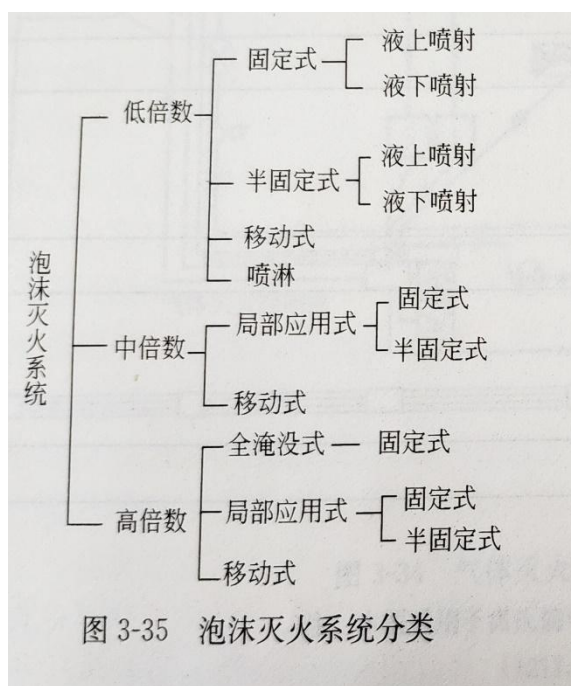 泡沫灭火系统
低倍数
固定式
液上喷射
液下喷射
半固定式
液上喷射
液下喷射
移动式
喷淋
中倍数
局部应用式
固定式
半固定式
移动式
高倍数
全淹没式
固定式
局部应用式
固定式
半固定式
移动式
图 3-35 泡沫灭火系统分类